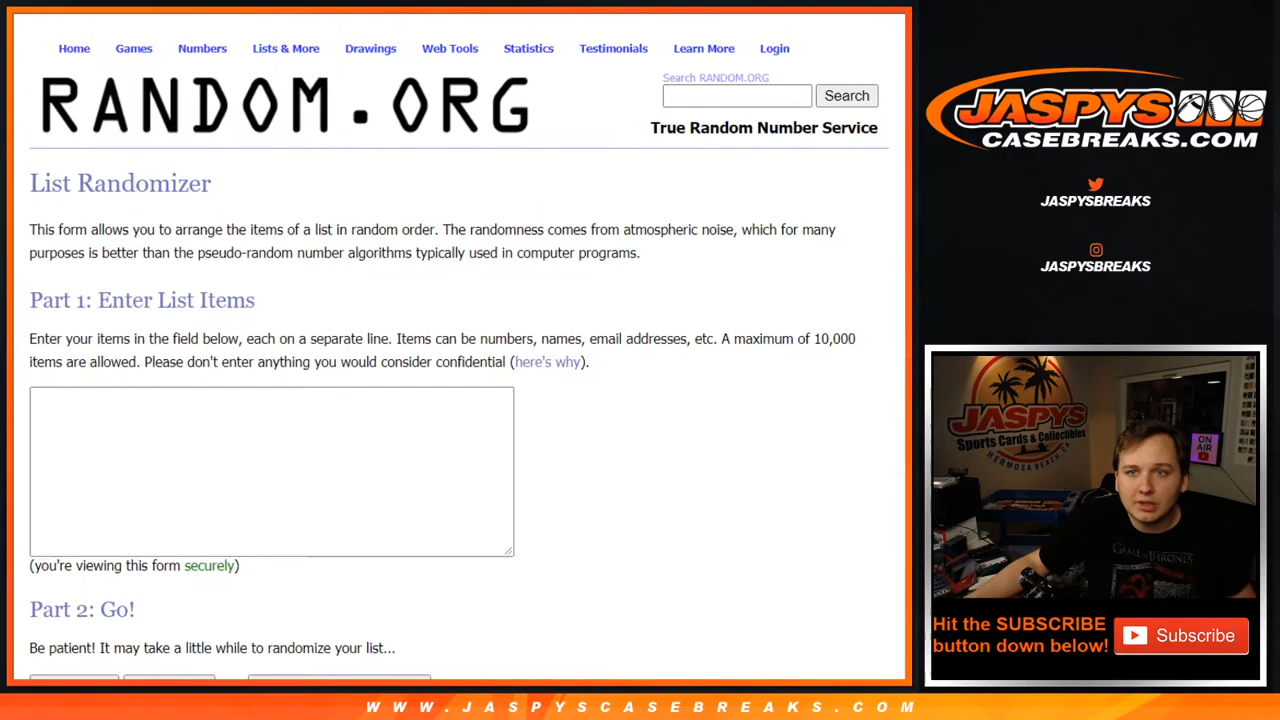 Home Games Numbers Lists & More Drawings Web Tools Statistics Testimonials Learn More Login
RANDOM.ORG
Search RANDOM.ORG
Search
True Random Number Service
List Randomizer
This form allows you to arrange the items of a list in random order. The randomness comes from atmospheric noise, which for many
purposes is better than the pseudo-random number algorithms typically used in computer programs.
Part 1: Enter List Items
Enter your items in the field below, each on a separate line. Items can be numbers, names, email addresses, etc. A maximum of 10,000
items are allowed. Please don't enter anything you would consider confidential (here's why).
(you're viewing this form securely)
Part 2: Go!
Be patient! It may take a little while to randomize your list...
JASPYS
CASEBREAKS.COM
JASPYSBREAKS
JASPYSBREAKS
JASPYS
Sports Cards & Collectibles
HERMOSA BEACH, CA
ON
AIR
GAME OF THRONES
Hit the SUBSCRIBE
button down below!
Subscribe
WWW.JASPYSCASEBREAKS.COM